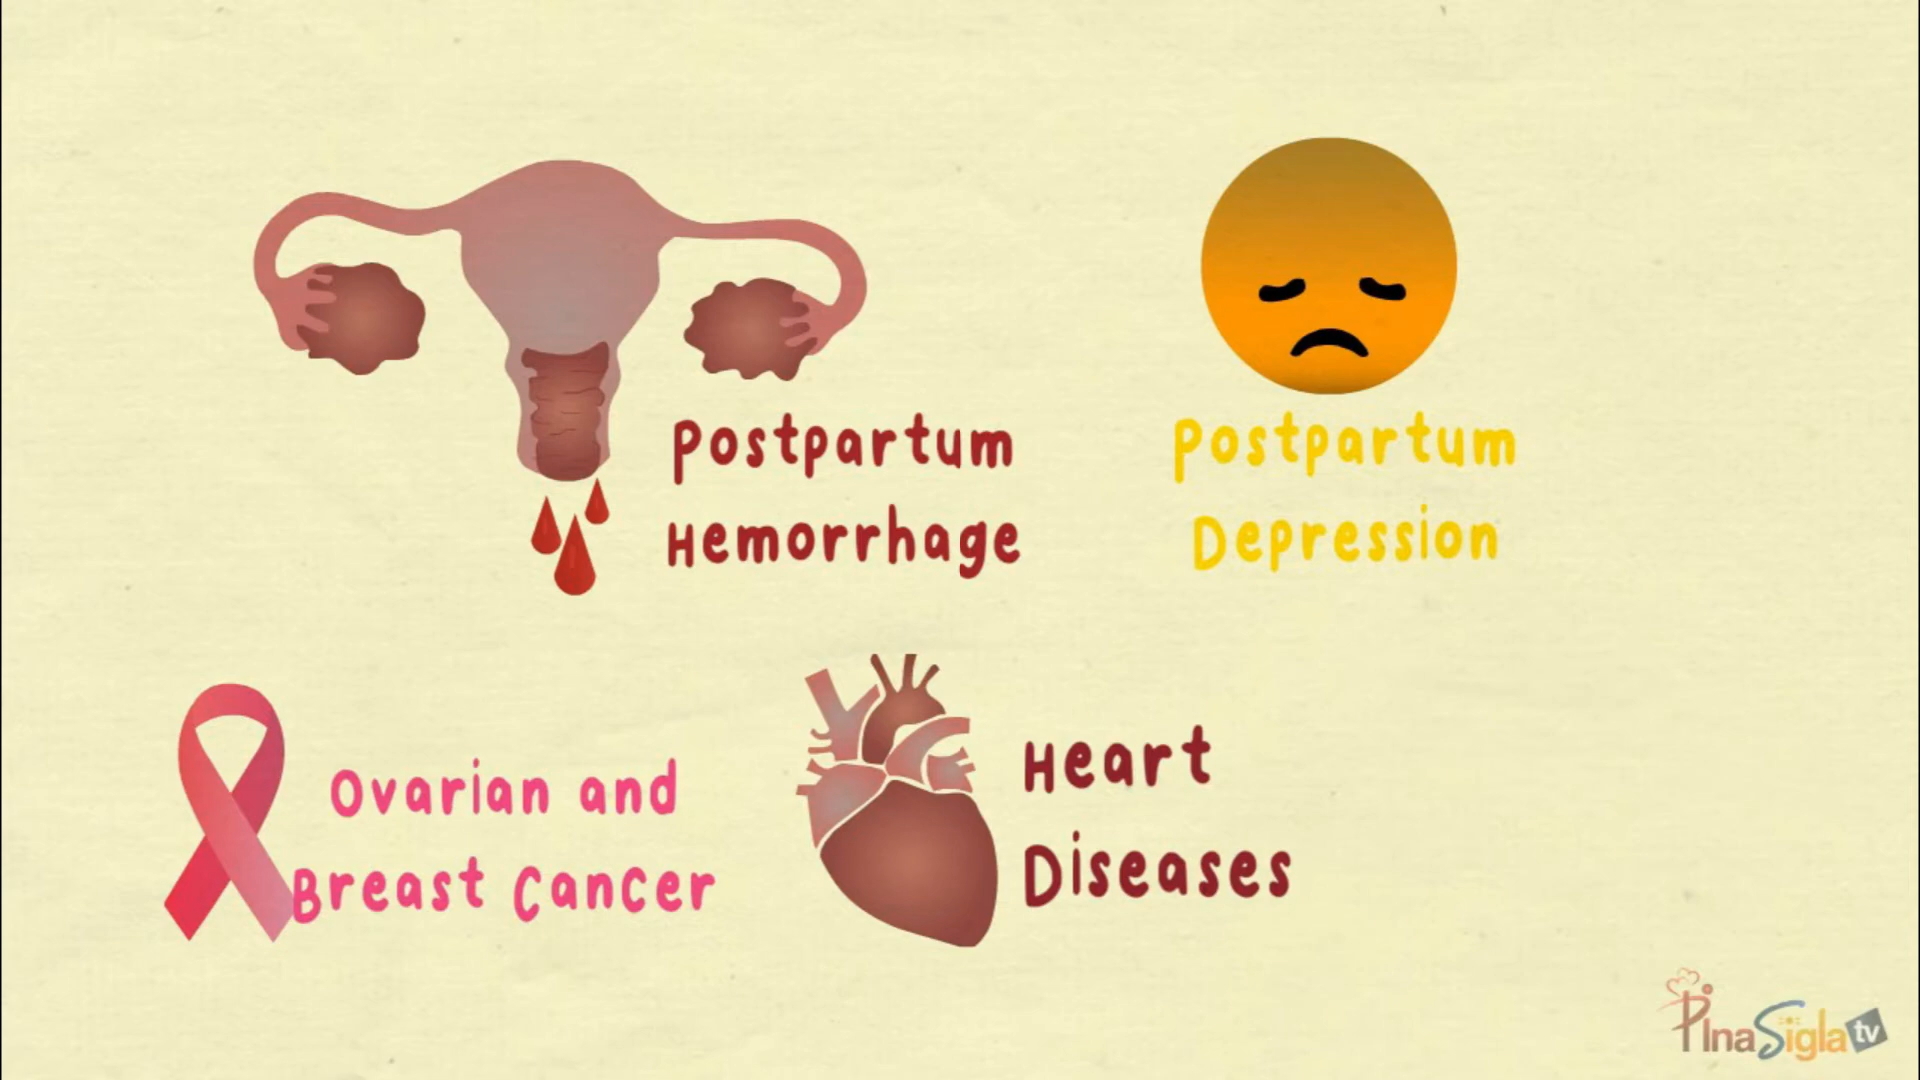 Postpartum
Hemorrhage
Postpartum
Depression
Ovarian and
Breast Cancer
Heart
Diseases
PinaSigla tv